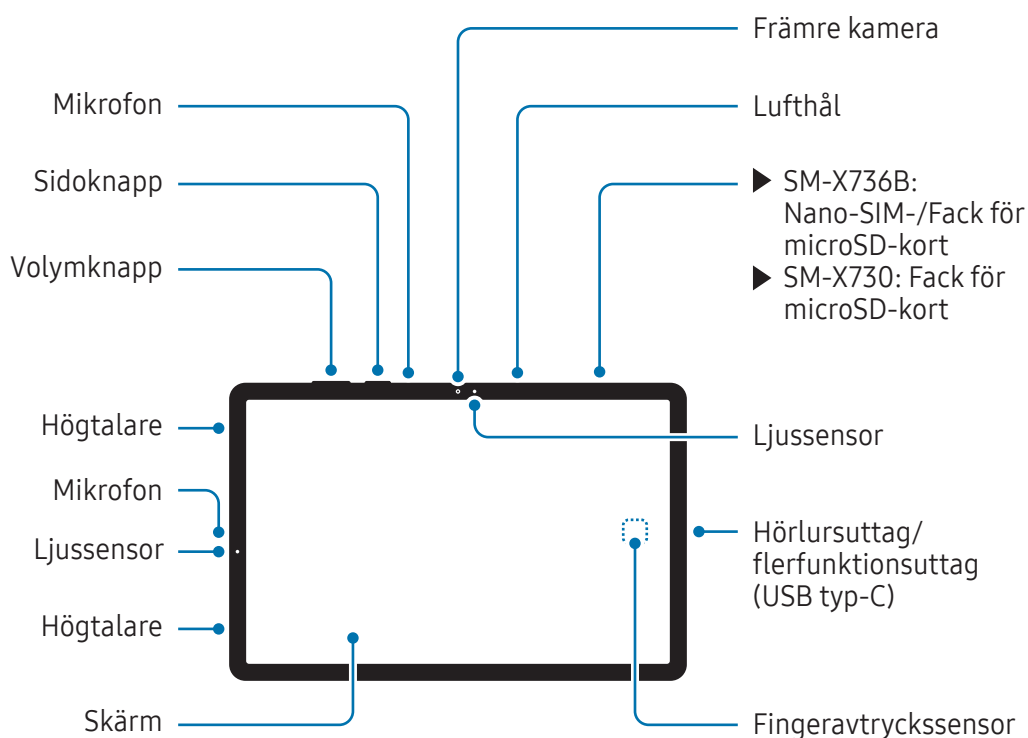 Främre kamera
Mikrofon
Lufthål
Sidoknapp
▶ SM-X736B:
Nano-SIM-/Fack för
microSD-kort
Volymknapp
▶ SM-X730: Fack för
microSD-kort
Högtalare
Ljussensor
Mikrofon
Ljussensor
Hörlursuttag/
flerfunktionsuttag
(USB typ-C)
Högtalare
Skärm
Fingeravtryckssensor